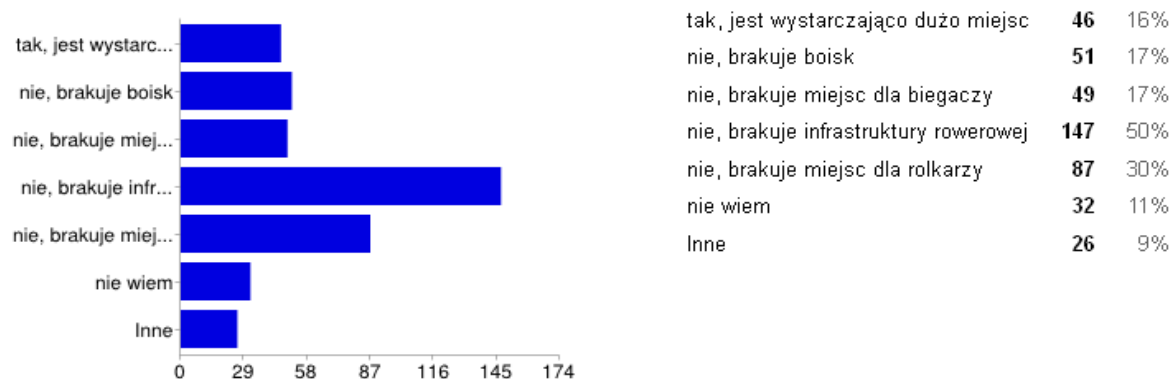 tak, jest wystarc...
nie, brakuje boisk
nie, brakuje miej...
nie, brakuje infr...
nie, brakuje miej...
nie wiem
Inne
0 29 58 87 116 145 174
tak, jest wystarczająco dużo miejsc 46 16%
nie, brakuje boisk 51 17%
nie, brakuje miejsc dla biegaczy 49 17%
nie, brakuje infrastruktury rowerowej 147 50%
nie, brakuje miejsc dla rolkarzy 87 30%
nie wiem 32 11%
Inne 26 9%